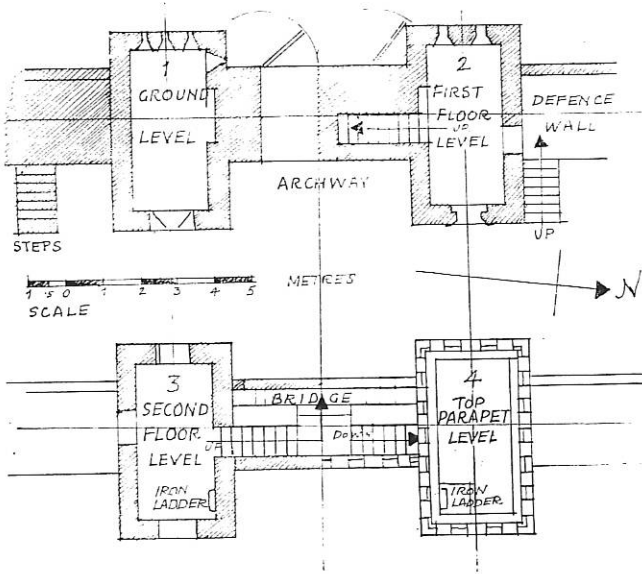 1
GROUND
LEVEL
2
FIRST
FLOOR
UP
LEVEL
DEFENCE
WALL
ARCHWAY
STEPS
UP
1 .5 0 1 2 3 4 5
METRES
SCALE
N
3
SECOND
FLOOR
UP
LEVEL
IRON
LADDER
BRIDGE
DOWN
4
TOP
PARAPET
LEVEL
IRON
LADDER